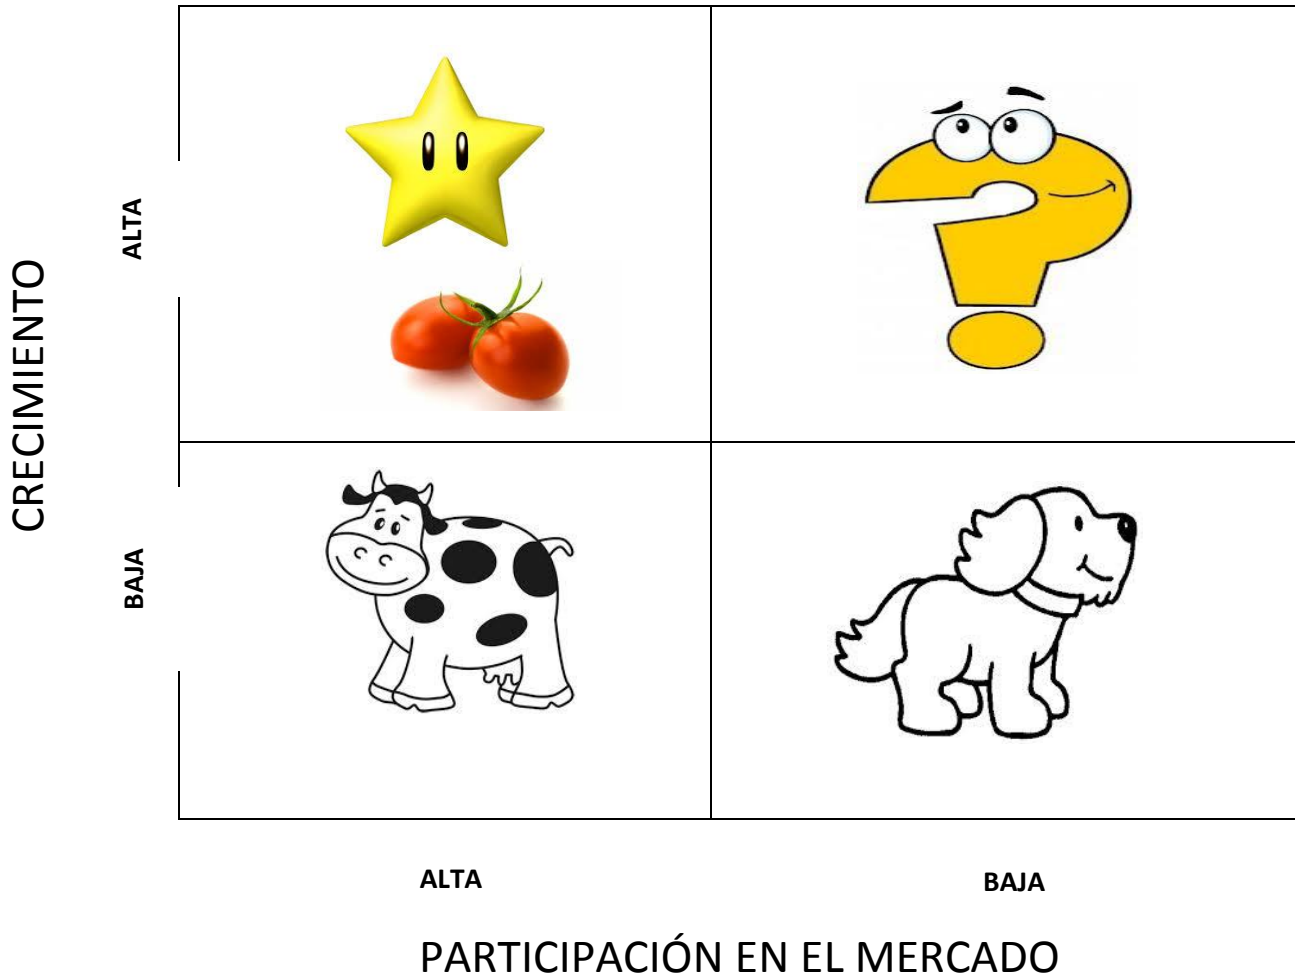 CRECIMIENTO
ALTA
BAJA
ALTA
BAJA
PARTICIPACIÓN EN EL MERCADO